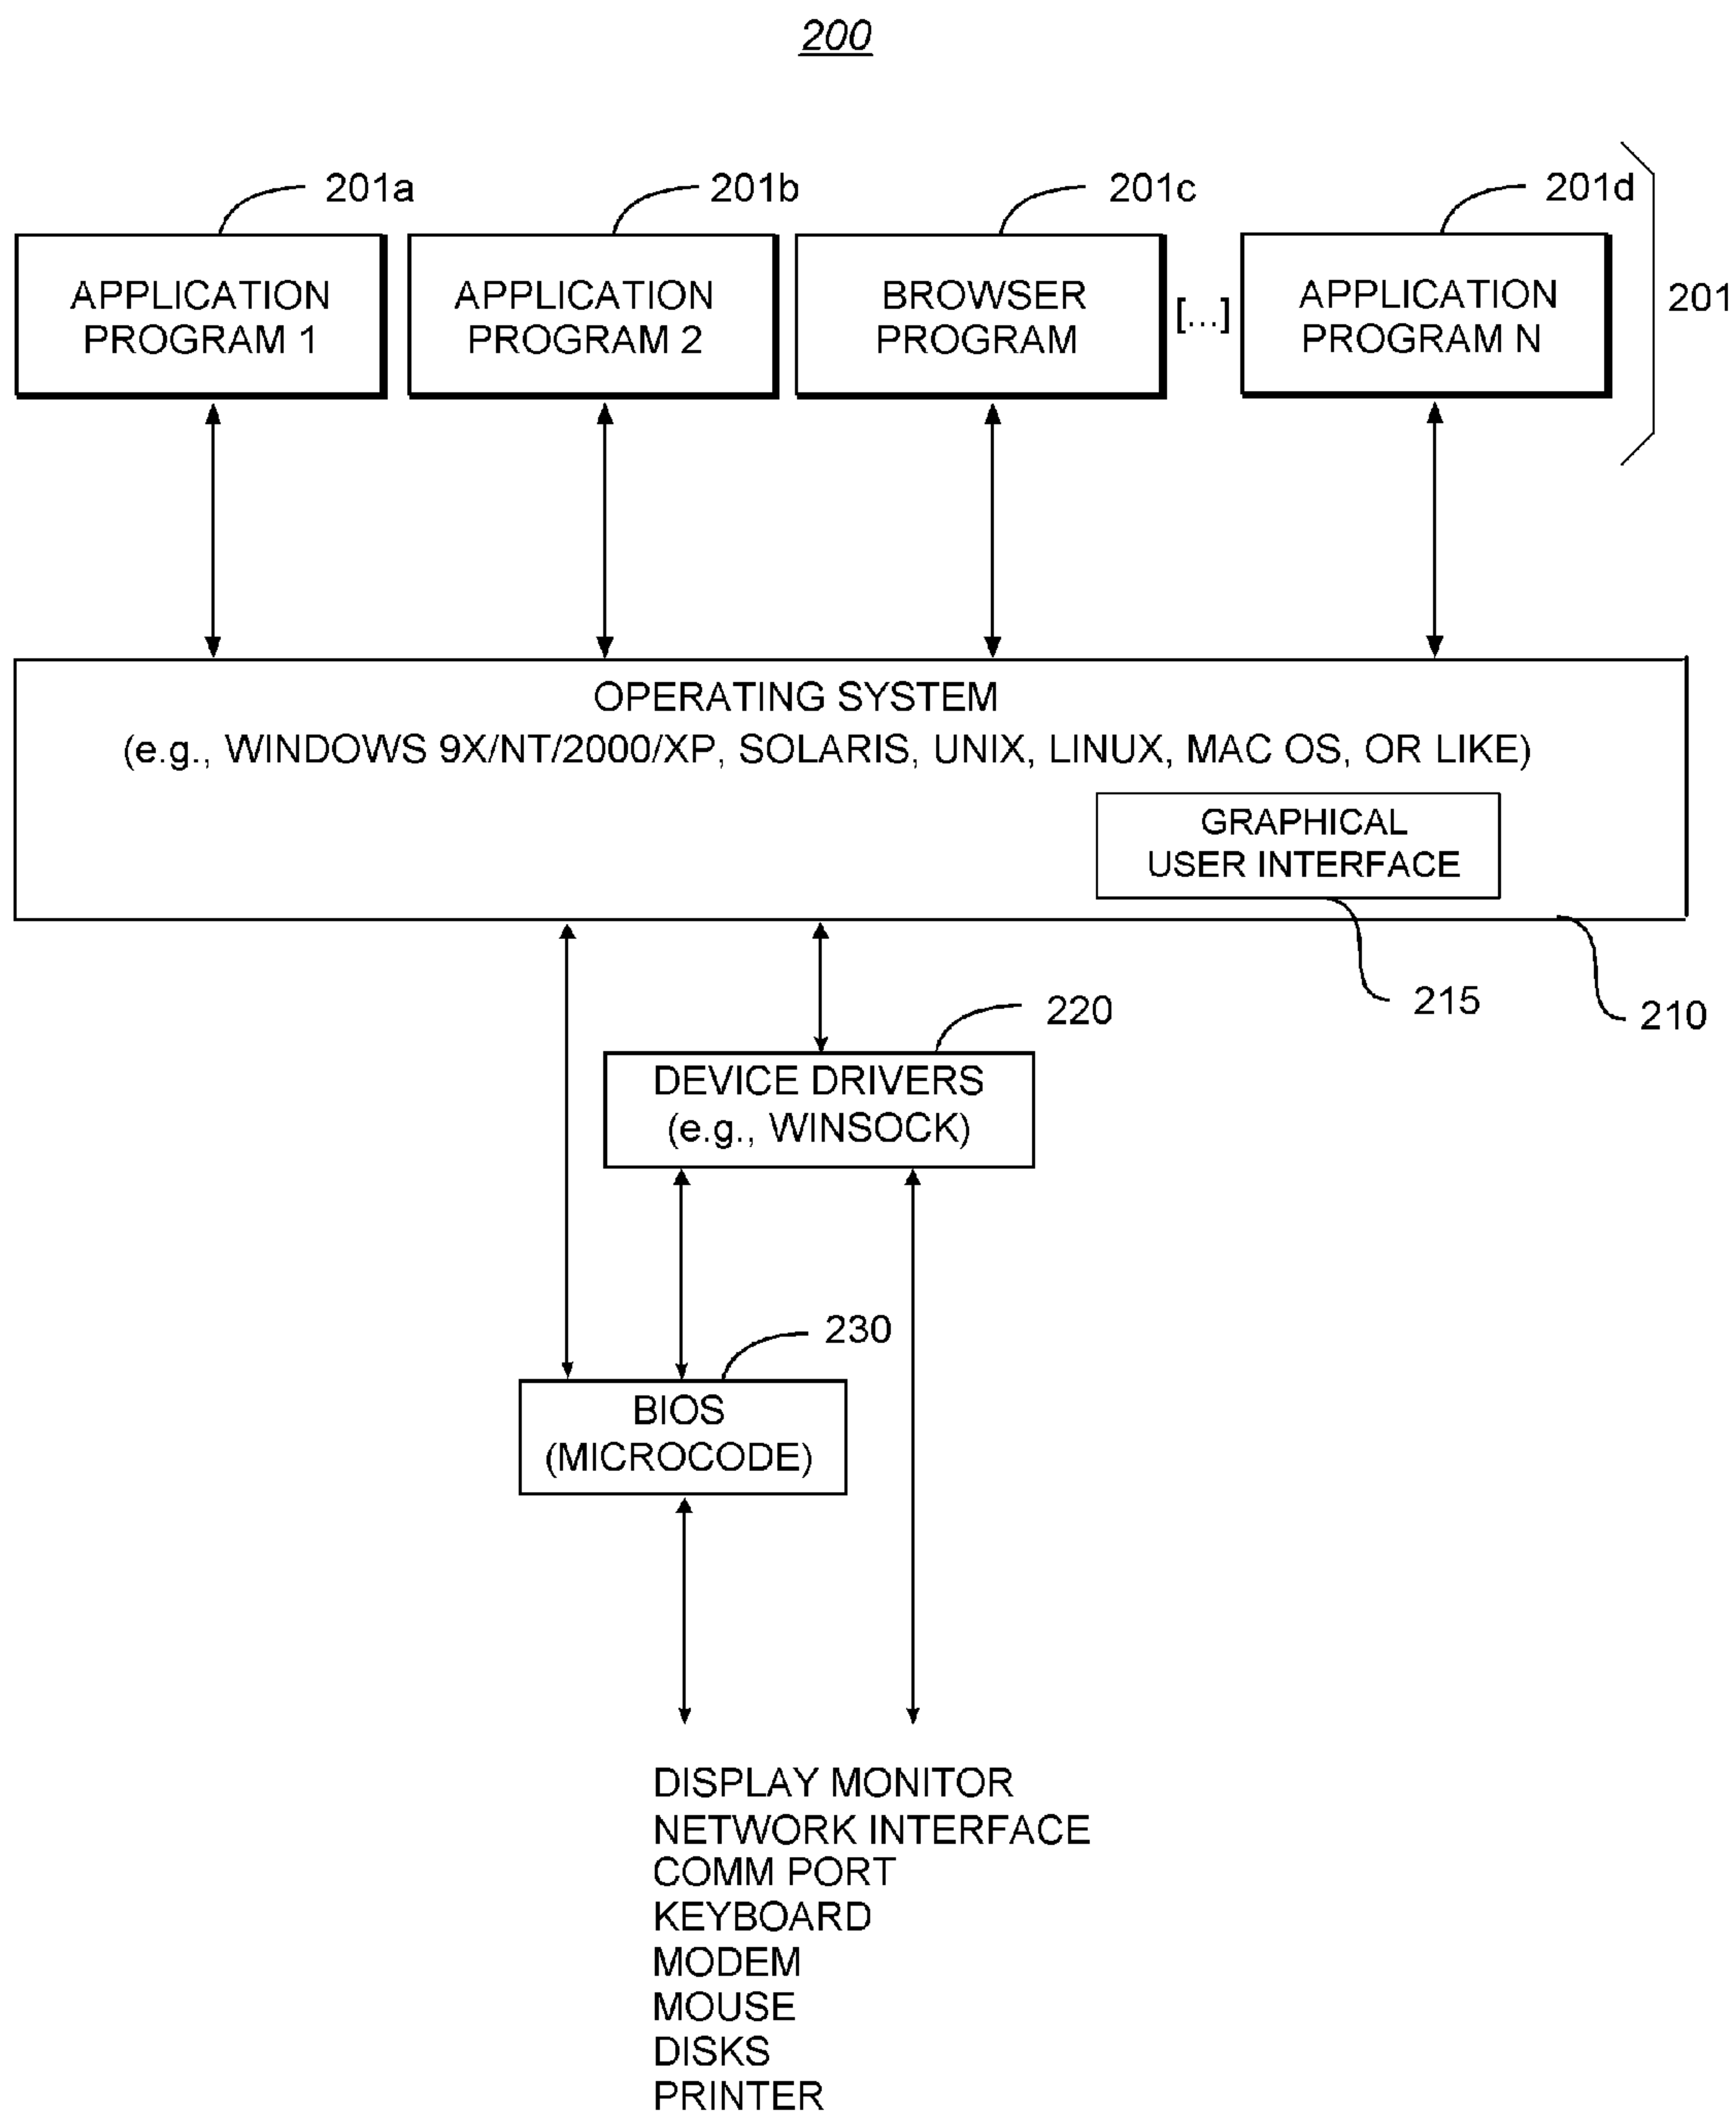 200
201a
201b
201c
201d
APPLICATION
PROGRAM 1
APPLICATION
PROGRAM 2
BROWSER
PROGRAM
[...]
APPLICATION
PROGRAM N
201
OPERATING SYSTEM
(e.g., WINDOWS 9X/NT/2000/XP, SOLARIS, UNIX, LINUX, MAC OS, OR LIKE)
GRAPHICAL
USER INTERFACE
215
210
220
DEVICE DRIVERS
(e.g., WINSOCK)
230
BIOS
(MICROCODE)
DISPLAY MONITOR
NETWORK INTERFACE
COMM PORT
KEYBOARD
MODEM
MOUSE
DISKS
PRINTER